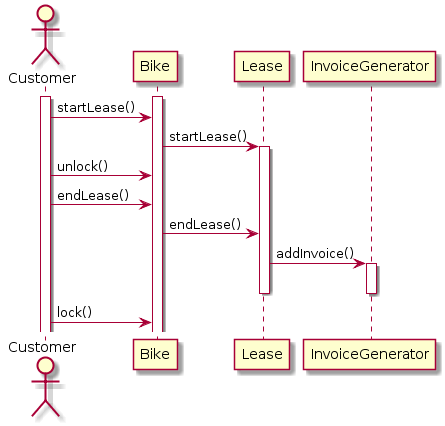 Customer
Bike
Lease
InvoiceGenerator
startLease()
startLease()
unlock()
endLease()
endLease()
addInvoice()
lock()
Customer
Bike
Lease
InvoiceGenerator